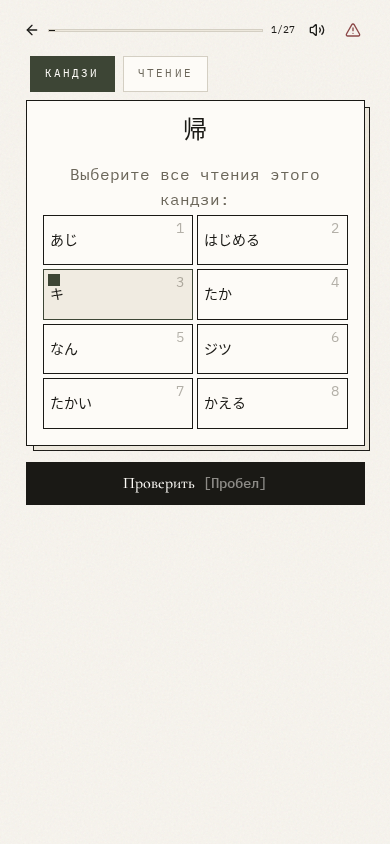 1/27
КАНДЗИ
ЧТЕНИЕ
帰
Выберите все чтения этого
кандзи:
あじ 1
はじめる 2
キ 3
たか 4
なん 5
ジツ 6
たかい 7
かえる 8
Проверить [Пробел]